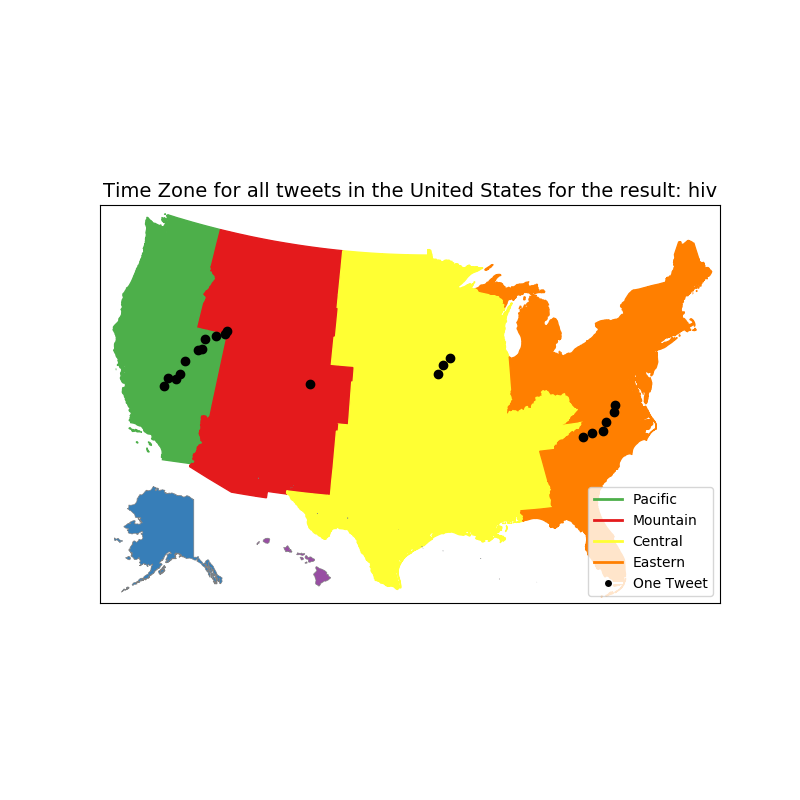 Time Zone for all tweets in the United States for the result: hiv
Pacific
Mountain
Central
Eastern
One Tweet